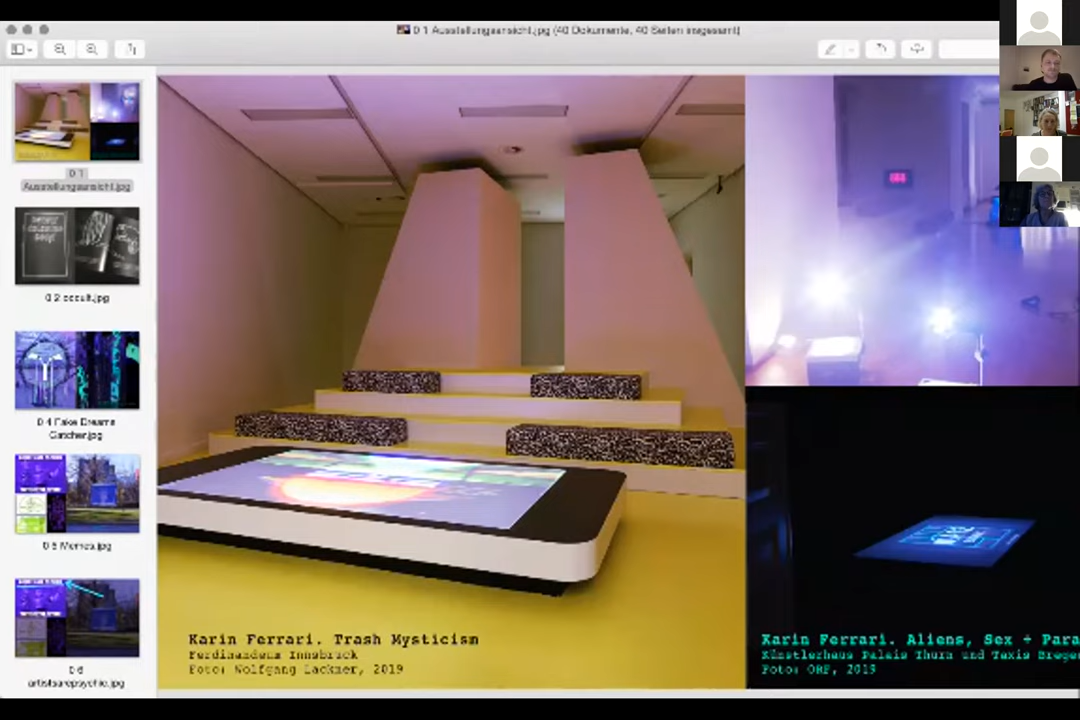 0 1 Ausstellungsansicht.jpg (40 Dokumente, 40 Seiten insgesamt)
0 1
Ausstellungsansicht.jpg
0 2 occult.jpg
0 4 Fake Dreams
Catcher.jpg
0 5 Memes.jpg
0 6
artistsarepsychic.jpg
Karin Ferrari. Trash Mysticism
Ferdinandeum Innsbruck
Foto: Wolfgang Lackner, 2019
Karin Ferrari. Aliens, Sex + Para
Künstlerhaus Palais Thurn und Taxis Brege
Foto: ORF, 2019